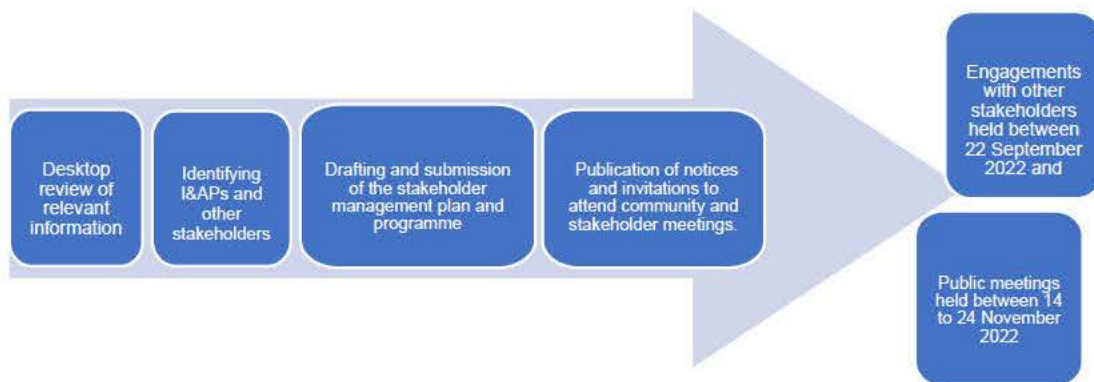 Desktop
review of
relevant
information
Identifying
I&APs and
other
stakeholders
Drafting and submission
of the stakeholder
management plan and
programme
Publication of notices
and invitations to
attend community and
stakeholder meetings.
Engagements
with other
stakeholders
held between
22 September
2022 and
Public meetings
held between 14
to 24 November
2022